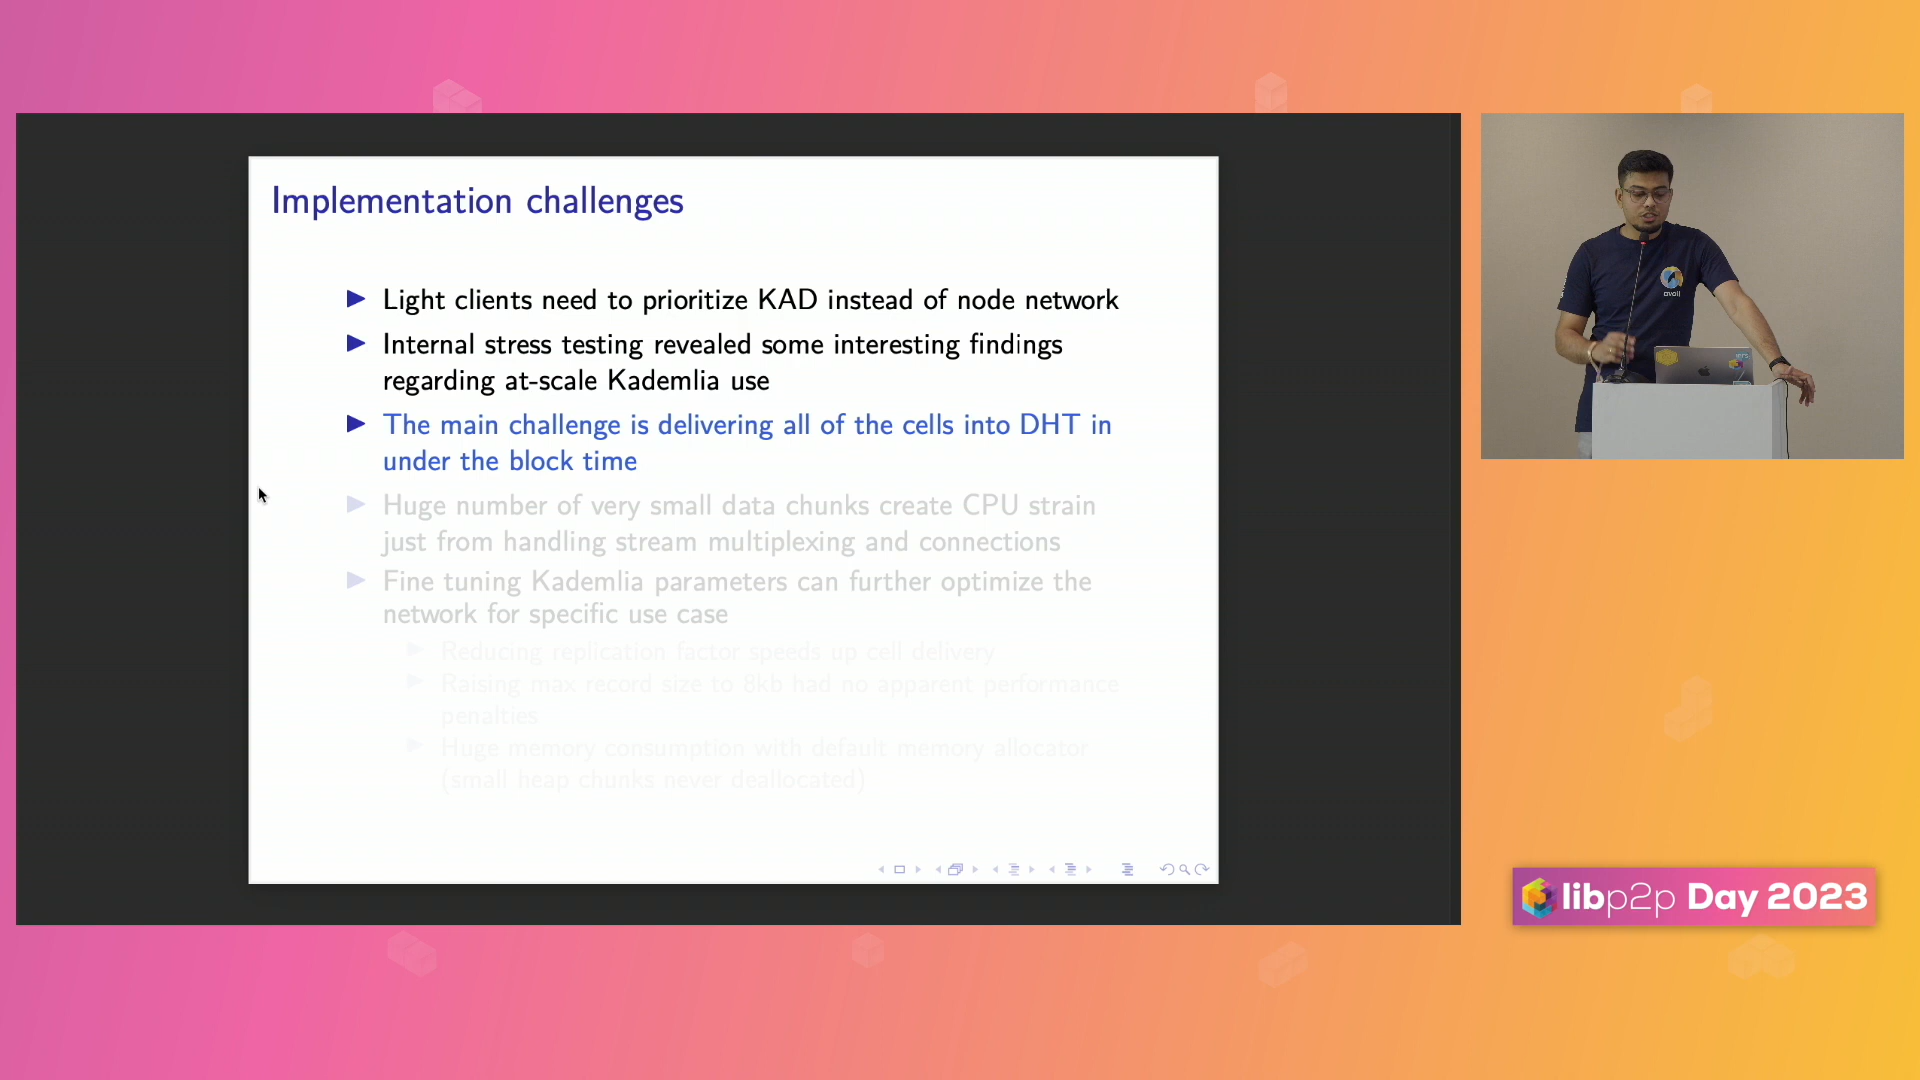 Implementation challenges
Light clients need to prioritize KAD instead of node network
Internal stress testing revealed some interesting findings
regarding at-scale Kademlia use
The main challenge is delivering all of the cells into DHT in
under the block time
Huge number of very small data chunks create CPU strain
just from handling stream multiplexing and connections
Fine tuning Kademlia parameters can further optimize the
network for specific use case
Reducing replication factor speeds up cell delivery
Raising max record size to 8kb had no apparent performance
penalties
Huge memory consumption with default memory allocator
(small heap chunks never deallocated)
avail
libp2p Day 2023